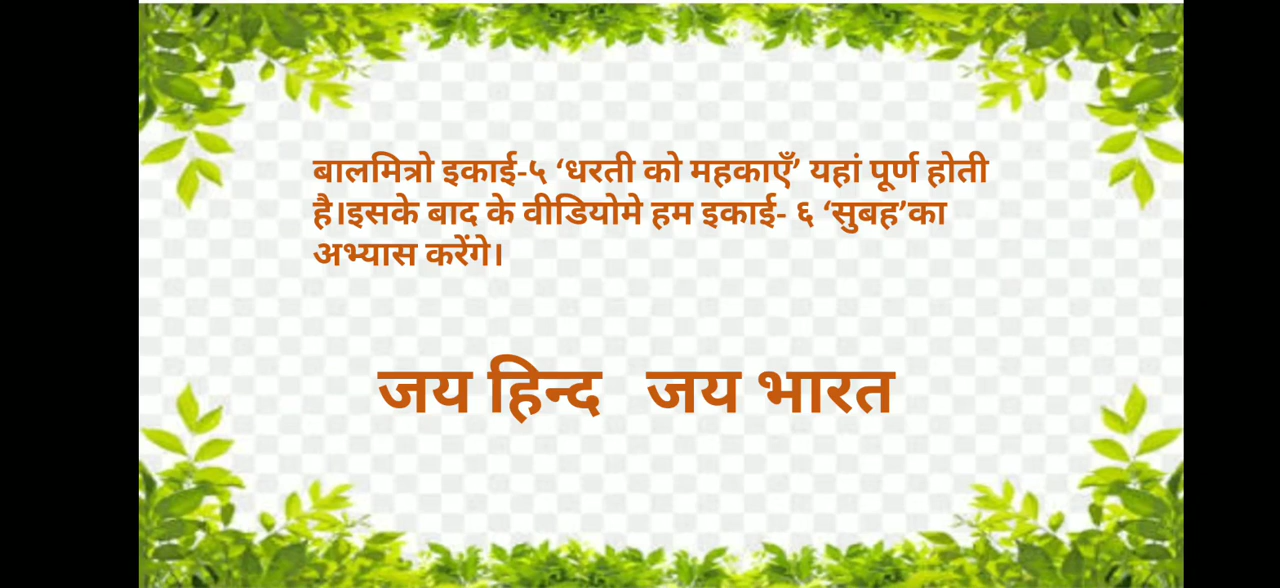 बालमित्रो इकाई-५ ‘धरती को महकाएँ’ यहां पूर्ण होती
है।इसके बाद के वीडियोमे हम इकाई- ६ ‘सुबह’का
अभ्यास करेंगे।
जय हिन्द जय भारत